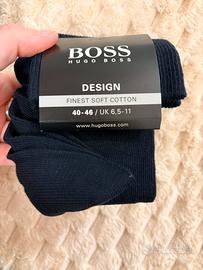 BOSS
HUGO BOSS
DESIGN
FINEST SOFT COTTON
40-46 / UK 6,5-11
www.hugoboss.com